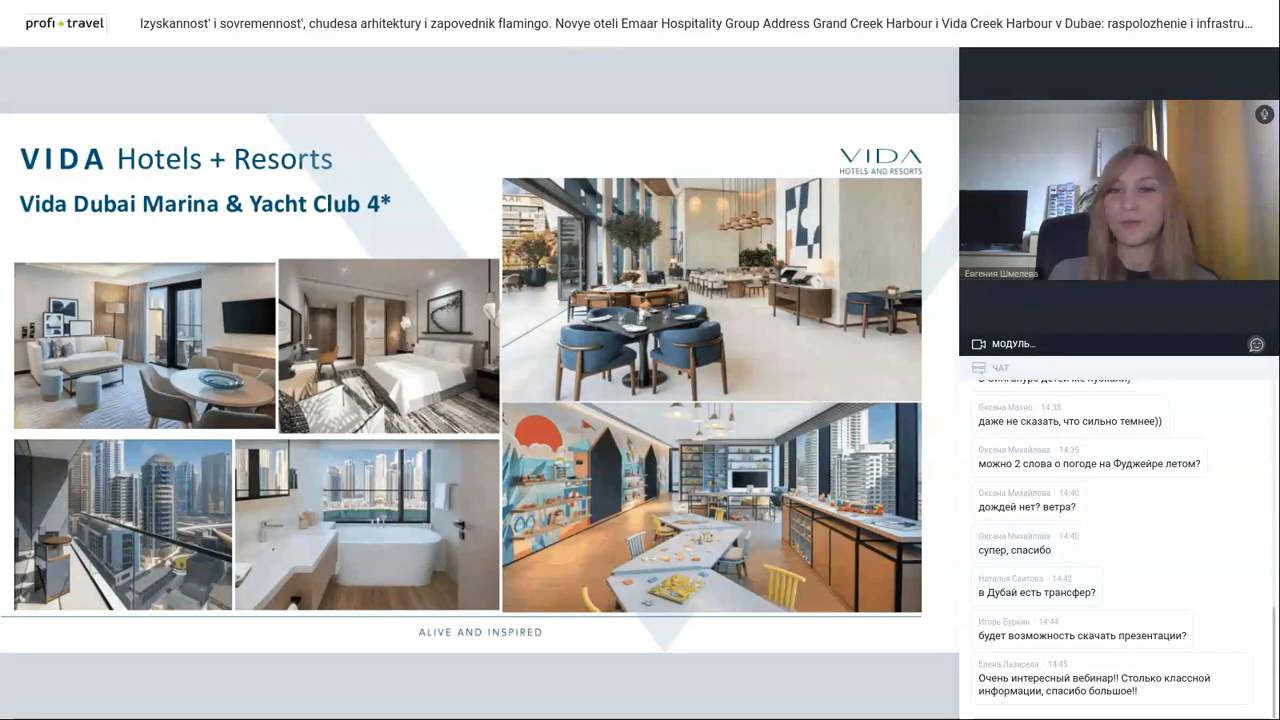 profi+travel
Izyskannost' i sovremennost', chudesa arhitektury i zapovednik flamingo. Novye oteli Emaar Hospitality Group Address Grand Creek Harbour i Vida Creek Harbour v Dubae: raspolozhenie i infrastru...
VIDA Hotels + Resorts
VIDA
HOTELS AND RESORTS
Vida Dubai Marina & Yacht Club 4*
ALIVE AND INSPIRED
Евгения Шмелева
МОДУЛЬ...
ЧАТ
Оксана Махно 14:38
даже не сказать, что сильно темнее))
Оксана Михайлова 14:39
можно 2 слова о погоде на Фуджейре летом?
Оксана Михайлова 14:40
дождей нет? ветра?
Оксана Михайлова 14:40
супер, спасибо
Наталья Саитова 14:42
в Дубай есть трансфер?
Игорь Буркин 14:44
будет возможность скачать презентации?
Елена Лазарева 14:45
Очень интересный вебинар!! Столько классной
информации, спасибо большое!!